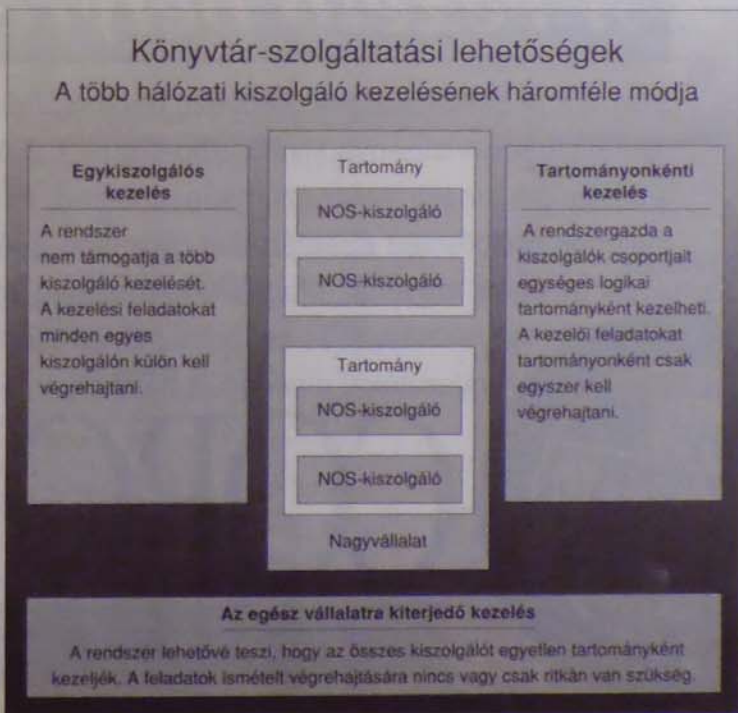 Könyvtár-szolgáltatási lehetőségek
A több hálózati kiszolgáló kezelésének háromféle módja
Egykiszolgálós
kezelés
A rendszer
nem támogatja a több
kiszolgáló kezelését.
A kezelési feladatokat
minden egyes
kiszolgálón külön kell
végrehajtani.
Tartomány
NOS-kiszolgáló
NOS-kiszolgáló
Tartomány
NOS-kiszolgáló
NOS-kiszolgáló
Nagyvállalat
Tartományonkénti
kezelés
A rendszergazda a
kiszolgálók csoportjait
egységes logikai
tartományként kezelheti.
A kezelői feladatokat
tartományonként csak
egyszer kell
végrehajtani.
Az egész vállalatra kiterjedő kezelés
A rendszer lehetővé teszi, hogy az összes kiszolgálót egyetlen tartományként
kezeljék. A feladatok ismételt végrehajtására nincs vagy csak ritkán van szükség.